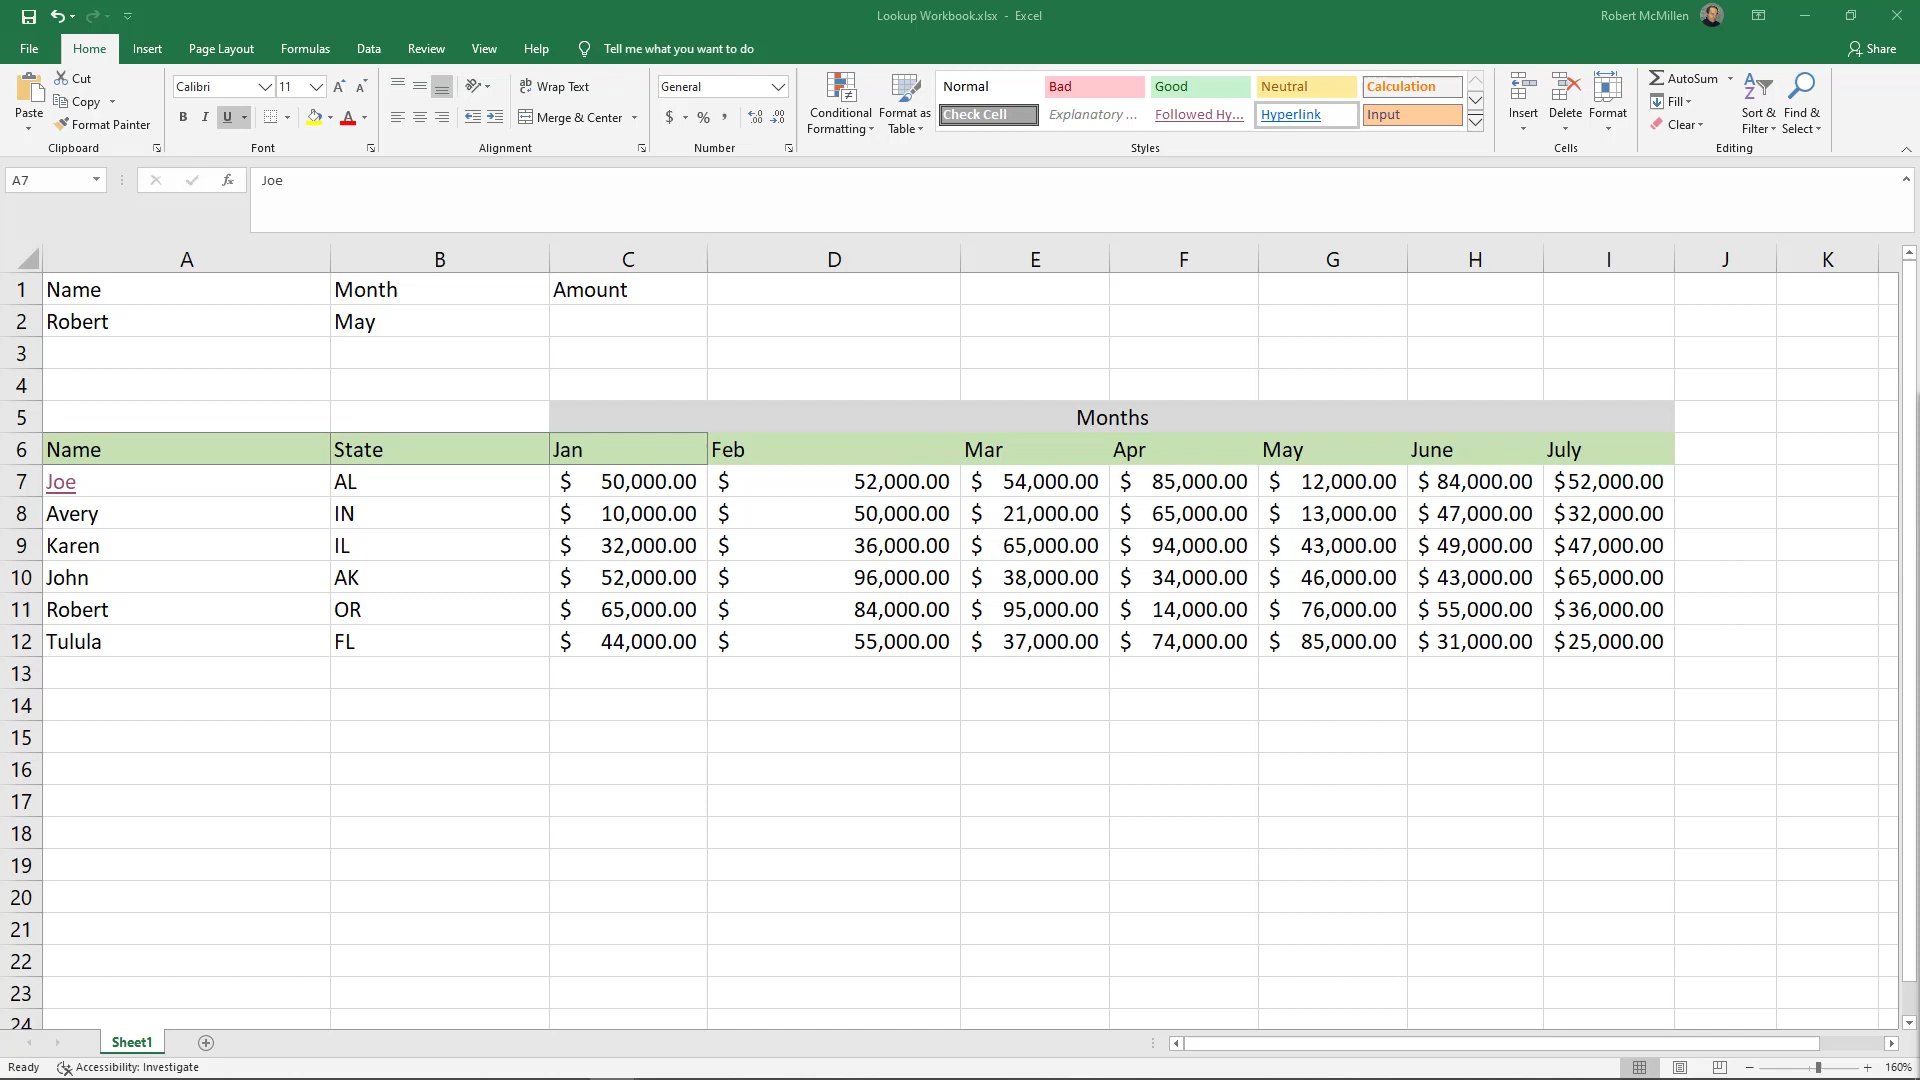 Lookup Workbook.xlsx - Excel
Robert McMillen
File Home Insert Page Layout Formulas Data Review View Help Tell me what you want to do Share
Paste
Cut
Copy
Format Painter
Clipboard
Calibri 11
B I U
Font
Wrap Text
Merge & Center
Alignment
General
$ % ,
Number
Conditional Formatting
Format as Table
Normal Bad Good Neutral Calculation
Check Cell Explanatory ... Followed Hy... Hyperlink Input
Styles
Insert Delete Format
Cells
AutoSum
Fill
Clear
Sort & Filter
Find & Select
Editing
A7 fx Joe
A B C D E F G H I J K
1 Name Month Amount
2 Robert May
3
4
5 Months
6 Name State Jan Feb Mar Apr May June July
7 Joe AL $ 50,000.00 $ 52,000.00 $ 54,000.00 $ 85,000.00 $ 12,000.00 $ 84,000.00 $52,000.00
8 Avery IN $ 10,000.00 $ 50,000.00 $ 21,000.00 $ 65,000.00 $ 13,000.00 $ 47,000.00 $32,000.00
9 Karen IL $ 32,000.00 $ 36,000.00 $ 65,000.00 $ 94,000.00 $ 43,000.00 $ 49,000.00 $47,000.00
10 John AK $ 52,000.00 $ 96,000.00 $ 38,000.00 $ 34,000.00 $ 46,000.00 $ 43,000.00 $65,000.00
11 Robert OR $ 65,000.00 $ 84,000.00 $ 95,000.00 $ 14,000.00 $ 76,000.00 $ 55,000.00 $36,000.00
12 Tulula FL $ 44,000.00 $ 55,000.00 $ 37,000.00 $ 74,000.00 $ 85,000.00 $ 31,000.00 $25,000.00
13
14
15
16
17
18
19
20
21
22
23
24
Sheet1
Ready Accessibility: Investigate 160%